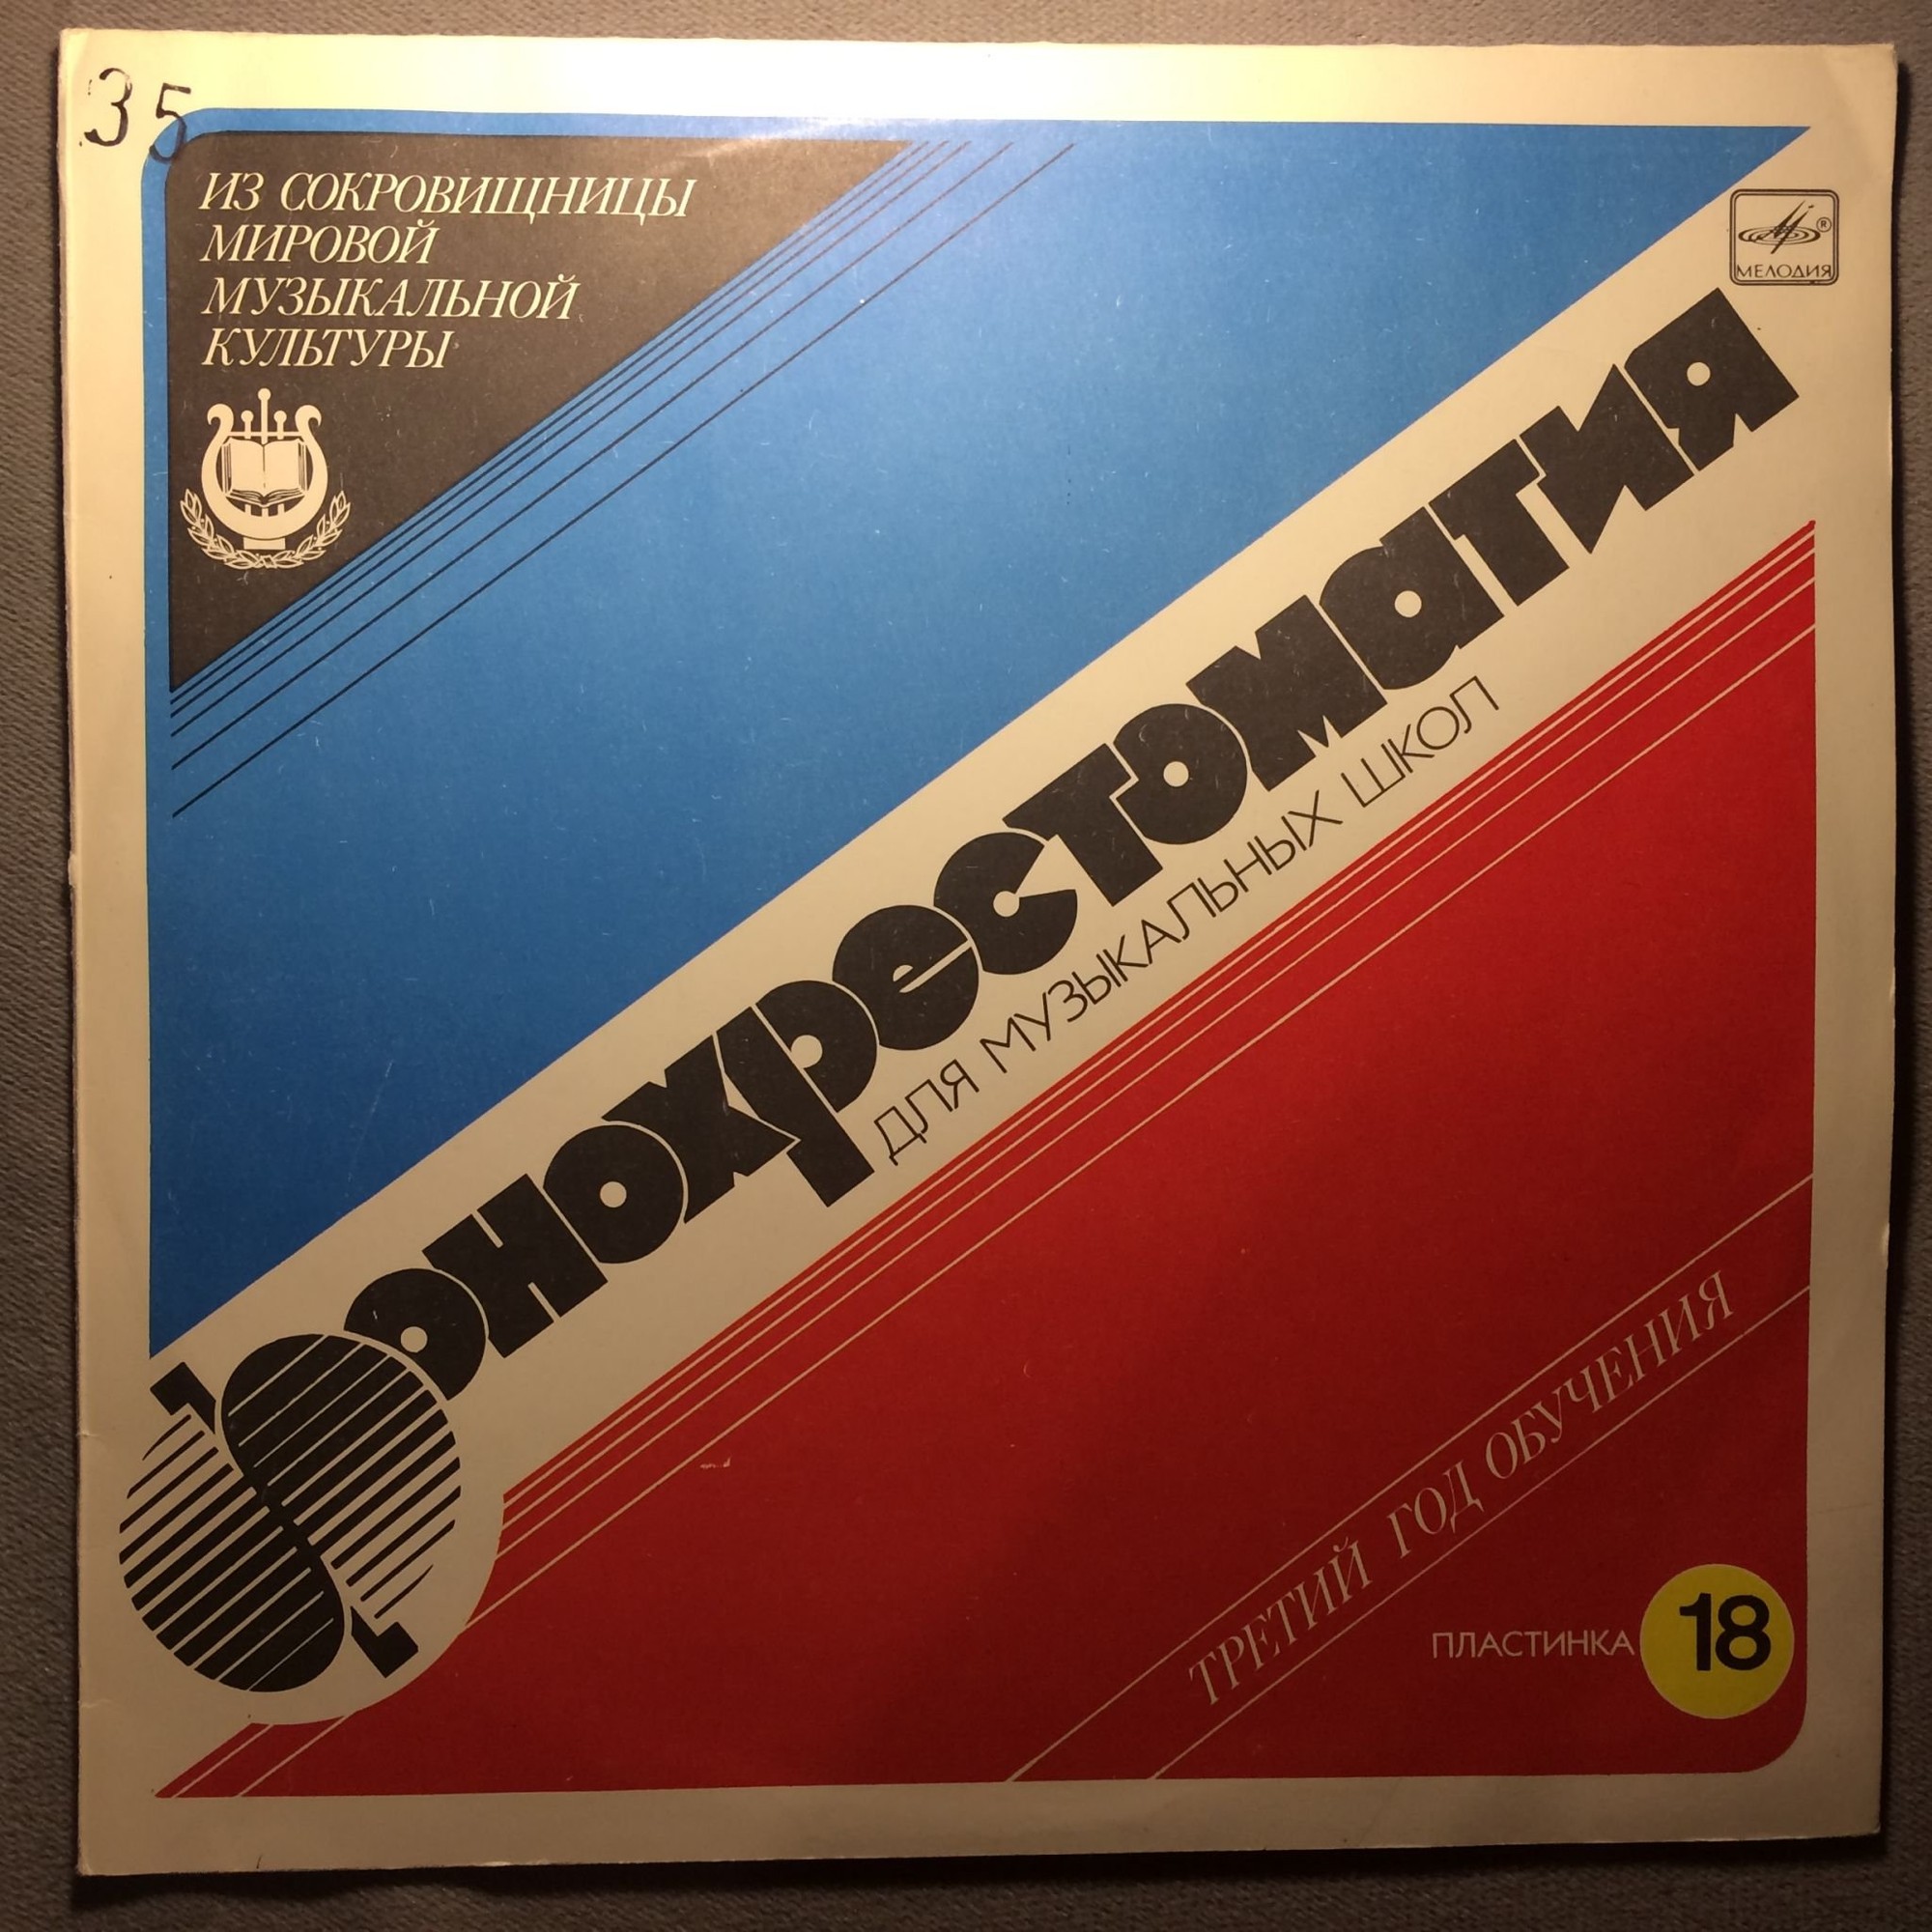 35
ИЗ СОКРОВИЩНИЦЫ
МИРОВОЙ
МУЗЫКАЛЬНОЙ
КУЛЬТУРЫ
®
МЕЛОДИЯ
Фонохрестоматия
ДЛЯ МУЗЫКАЛЬНЫХ ШКОЛ
ТРЕТИЙ ГОД ОБУЧЕНИЯ
ПЛАСТИНКА 18